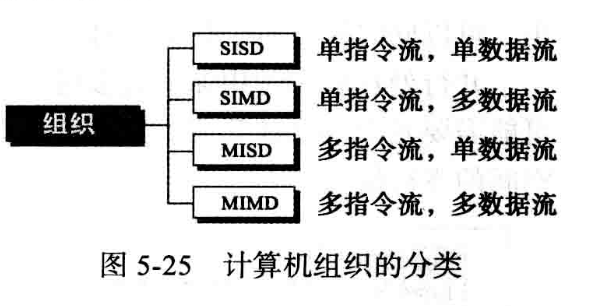 SISD 单指令流，单数据流
SIMD 单指令流，多数据流
组织
MISD 多指令流，单数据流
MIMD 多指令流，多数据流
图 5-25 计算机组织的分类